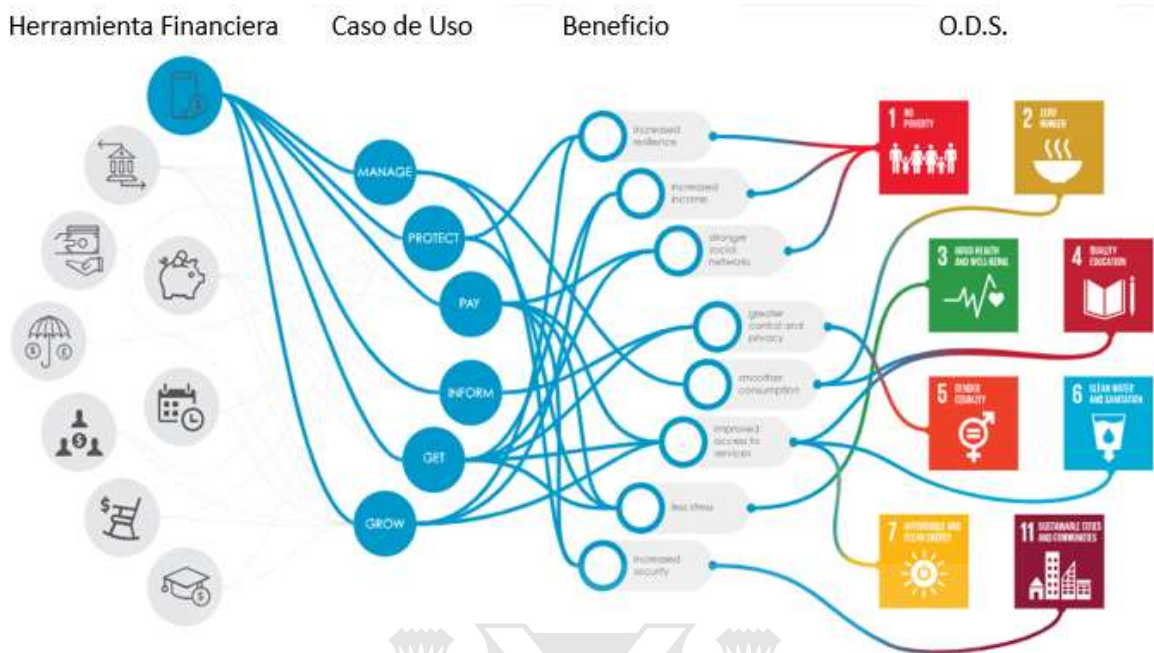 Herramienta Financiera
Caso de Uso
Beneficio
O.D.S.
MANAGE
PROTECT
PAY
INFORM
GET
GROW
increased
resilience
increased
income
stronger
social
networks
greater
control and
privacy
smoother
consumption
improved
access to
services
less stress
increased
security
1 NO
POVERTY
2 ZERO
HUNGER
3 GOOD HEALTH
AND WELL-BEING
4 QUALITY
EDUCATION
5 GENDER
EQUALITY
6 CLEAN WATER
AND SANITATION
7 AFFORDABLE AND
CLEAN ENERGY
11 SUSTAINABLE CITIES
AND COMMUNITIES